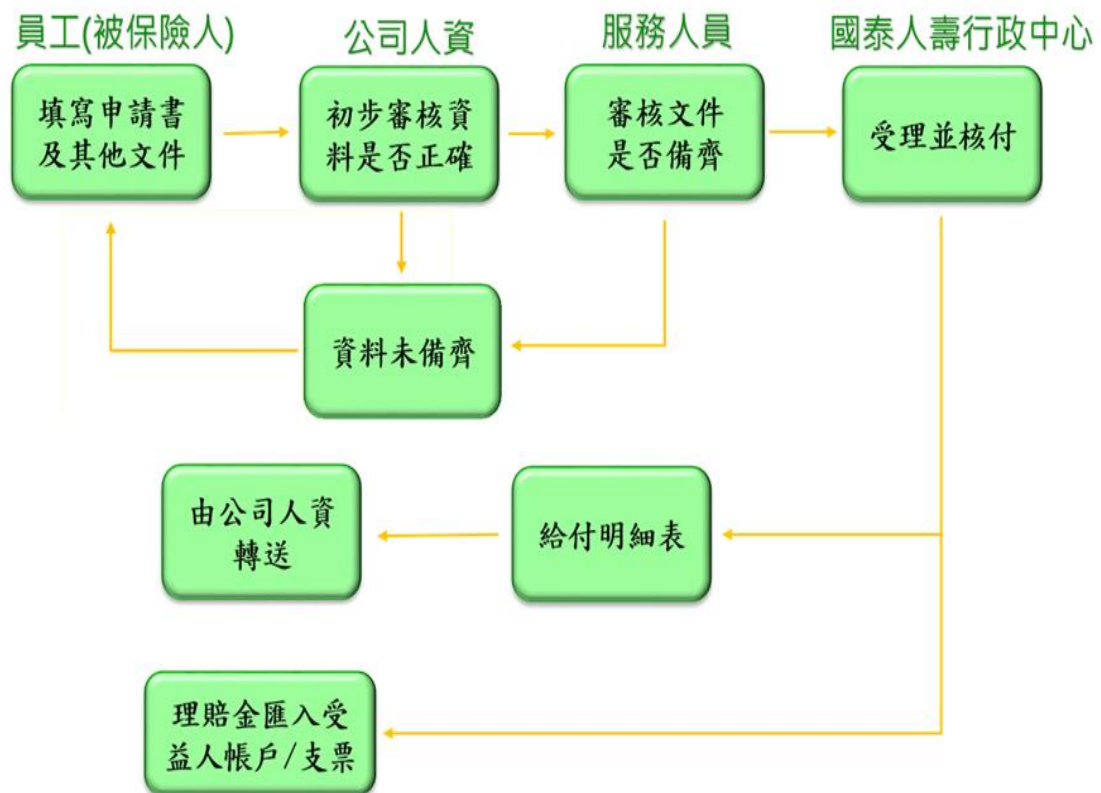 員工(被保險人)
公司人資
服務人員
國泰人壽行政中心
填寫申請書
及其他文件
初步審核資
料是否正確
審核文件
是否備齊
受理並核付
資料未備齊
由公司人資
轉送
給付明細表
理賠金匯入受
益人帳戶/支票